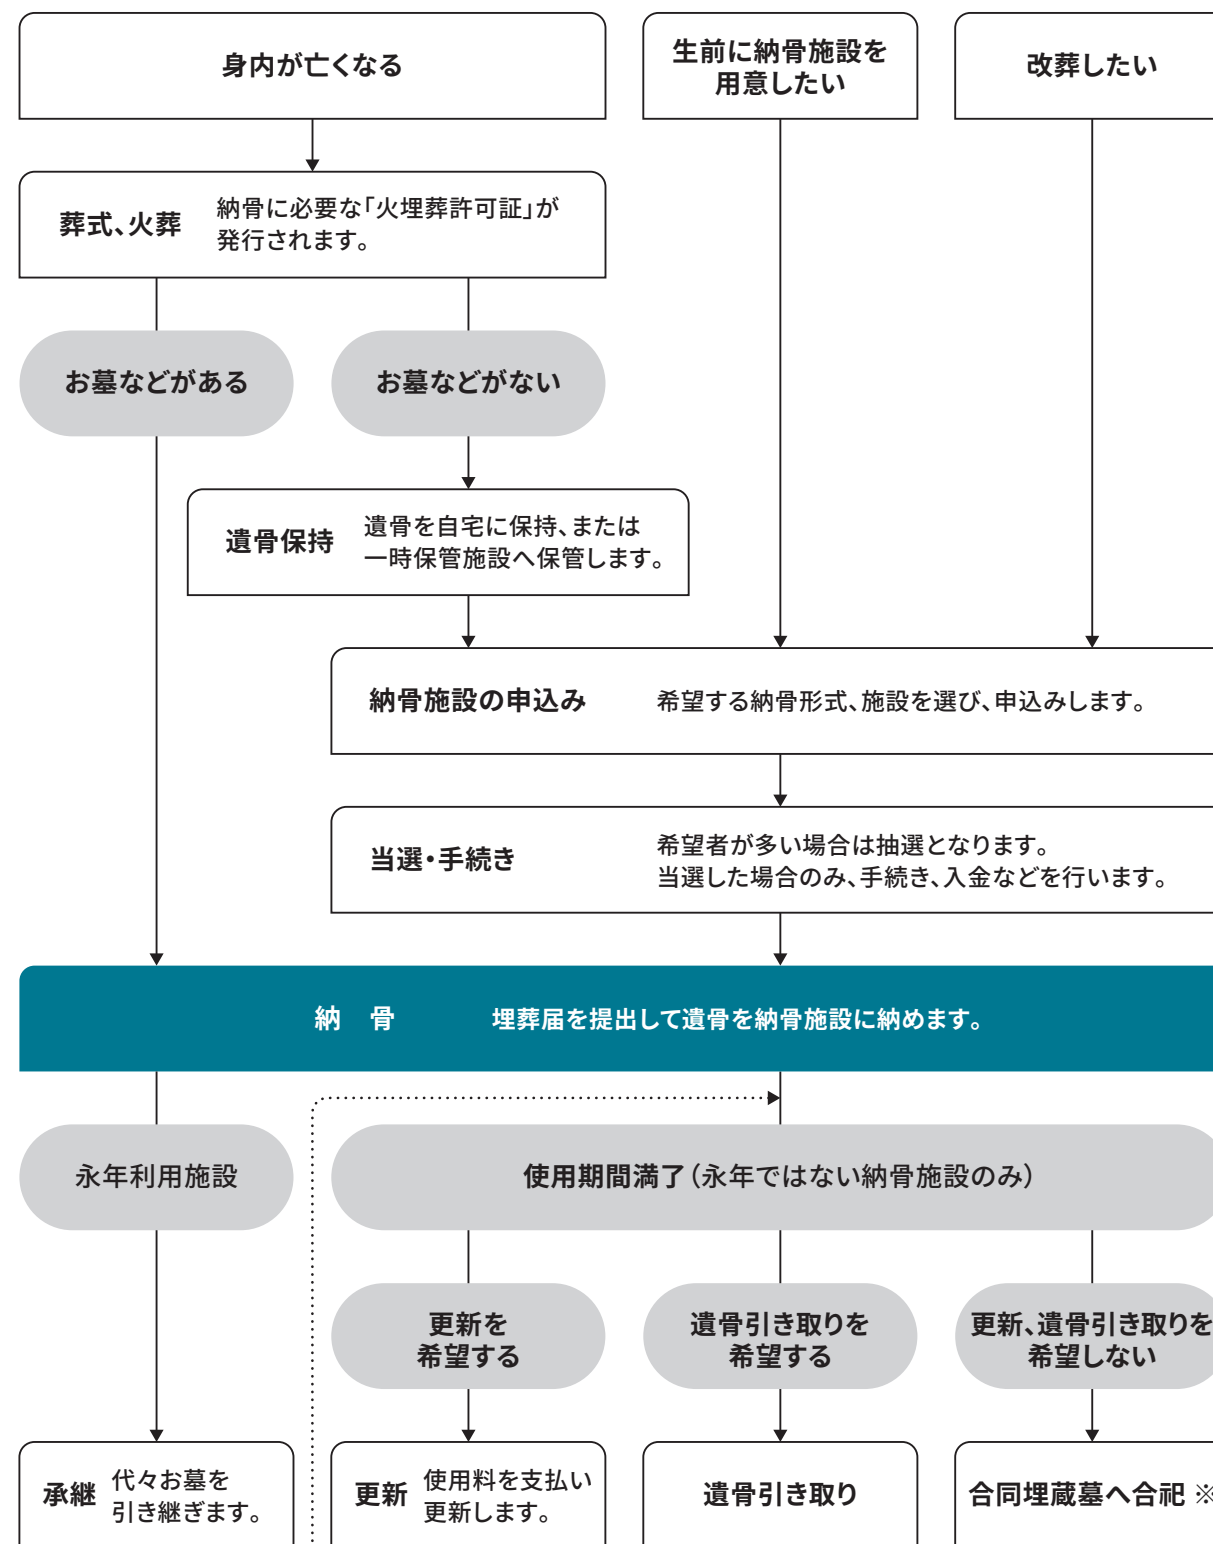 身内が亡くなる
生前に納骨施設を
用意したい
改葬したい
葬式、火葬
納骨に必要な「火埋葬許可証」が
発行されます。
お墓などがある
お墓などがない
遺骨保持
遺骨を自宅に保持、または
一時保管施設へ保管します。
納骨施設の申込み
希望する納骨形式、施設を選び、申込みします。
当選・手続き
希望者が多い場合は抽選となります。
当選した場合のみ、手続き、入金などを行います。
納　骨
埋葬届を提出して遺骨を納骨施設に納めます。
永年利用施設
使用期間満了（永年ではない納骨施設のみ）
更新を
希望する
遺骨引き取りを
希望する
更新、遺骨引き取りを
希望しない
承継
代々お墓を
引き継ぎます。
更新
使用料を支払い
更新します。
遺骨引き取り
合同埋蔵墓へ合祀 ※